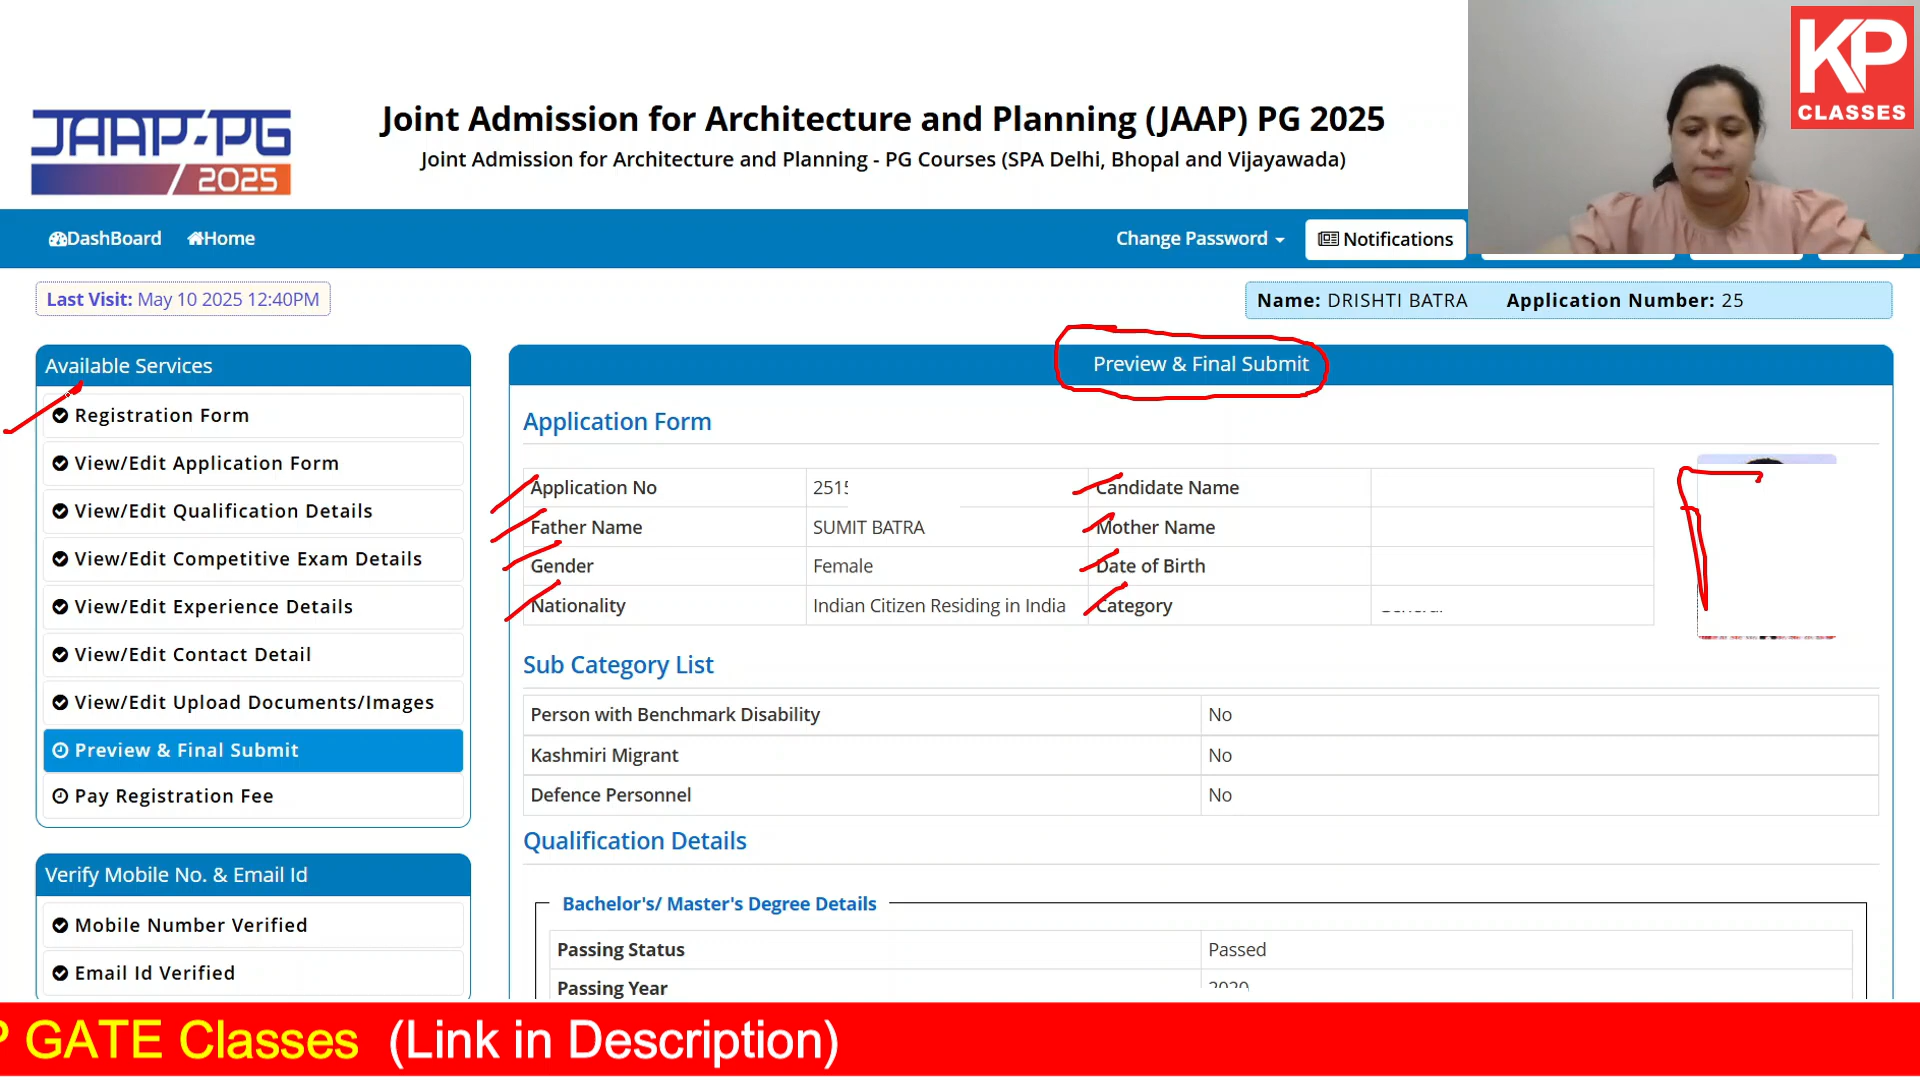 KP
CLASSES
JAAP-PG
2025
Joint Admission for Architecture and Planning (JAAP) PG 2025
Joint Admission for Architecture and Planning - PG Courses (SPA Delhi, Bhopal and Vijayawada)
DashBoard Home Change Password Notifications
Last Visit: May 10 2025 12:40PM
Name: DRISHTI BATRA Application Number: 25
Available Services
Registration Form
View/Edit Application Form
View/Edit Qualification Details
View/Edit Competitive Exam Details
View/Edit Experience Details
View/Edit Contact Detail
View/Edit Upload Documents/Images
Preview & Final Submit
Pay Registration Fee
Verify Mobile No. & Email Id
Mobile Number Verified
Email Id Verified
Preview & Final Submit
Application Form
Application No 2515 Candidate Name
Father Name SUMIT BATRA Mother Name
Gender Female Date of Birth
Nationality Indian Citizen Residing in India Category
Sub Category List
Person with Benchmark Disability No
Kashmiri Migrant No
Defence Personnel No
Qualification Details
Bachelor's/ Master's Degree Details
Passing Status Passed
Passing Year 2020
P GATE Classes (Link in Description)